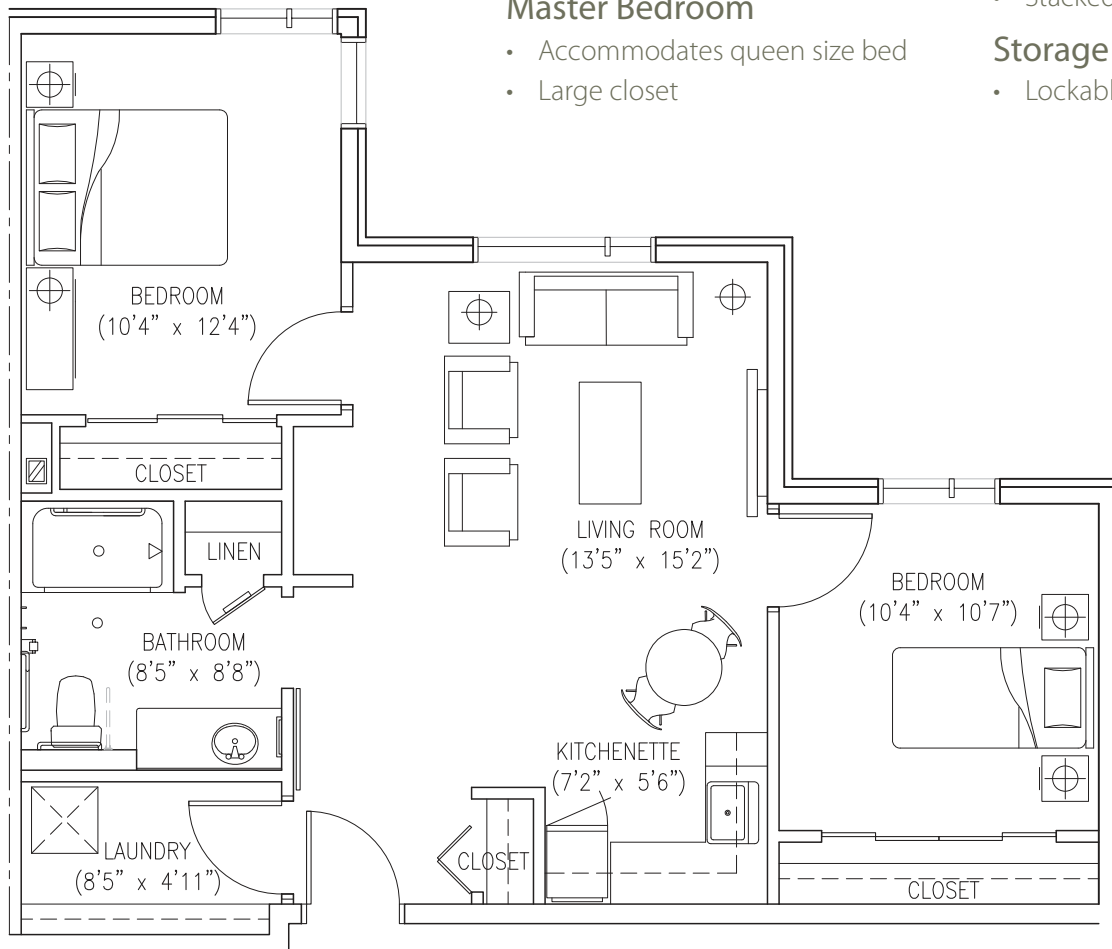 Master Bedroom
• Accommodates queen size bed
• Large closet
• Stacked
Storage
• Lockabl
BEDROOM
(10'4" x 12'4")
CLOSET
LINEN
LIVING ROOM
(13'5" x 15'2")
BEDROOM
(10'4" x 10'7")
BATHROOM
(8'5" x 8'8")
KITCHENETTE
(7'2" x 5'6")
LAUNDRY
(8'5" x 4'11")
CLOSET
CLOSET